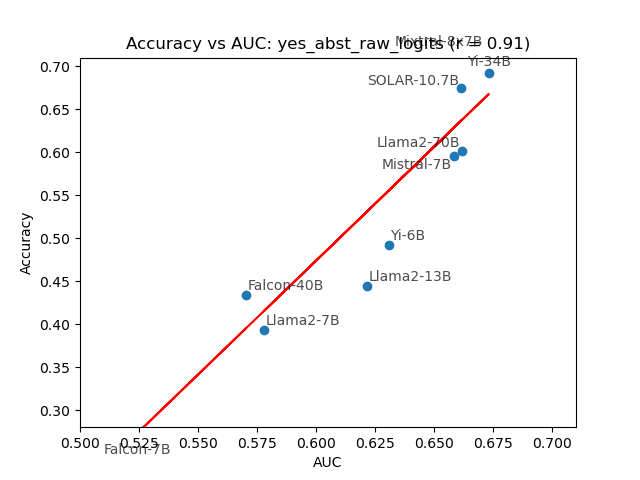 Mixtral-8x7B
Accuracy vs AUC: yes_abst_raw_logits (r = 0.91)
Yi-34B
SOLAR-10.7B
Llama2-70B
Mistral-7B
Yi-6B
Llama2-13B
Falcon-40B
Llama2-7B
Falcon-7B
0.70
0.65
0.60
0.55
0.50
0.45
0.40
0.35
0.30
Accuracy
0.500 0.525 0.550 0.575 0.600 0.625 0.650 0.675 0.700
AUC